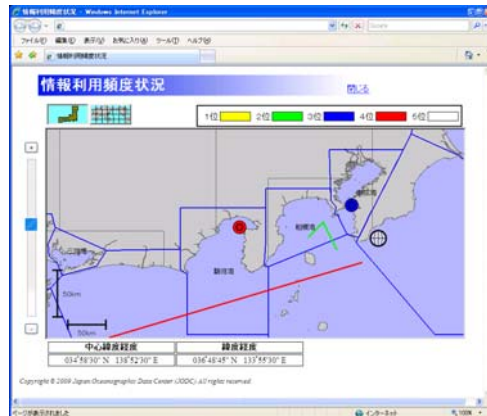 情報利用頻度状況 - Windows Internet Explorer
ファイル(F) 編集(E) 表示(V) お気に入り(A) ツール(T) ヘルプ(H)
情報利用頻度状況
情報利用頻度状況
閉じる
1位 2位 3位 4位 5位
東京湾
相模湾
駿河湾
50km
50km
中心緯度経度 緯度経度
034°58'30" N 138°52'30" E 036°48'45" N 133°55'30" E
Copyright © 2009 Japan Oceanographic Data Center (JODC) All rights reserved
ページが表示されました インターネット 100%